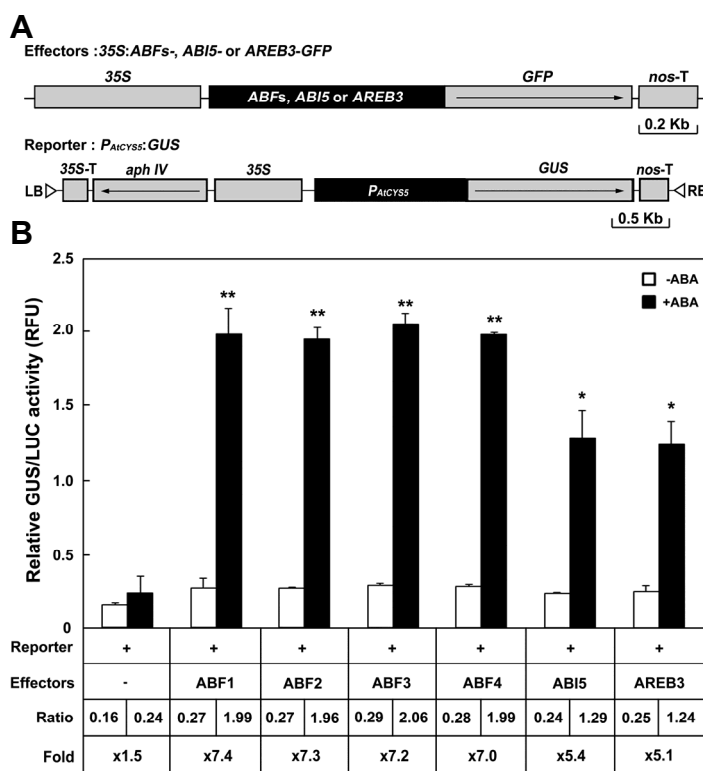 A
Effectors :35S:ABFs-, ABI5- or AREB3-GFP
35S
ABFs, ABI5 or AREB3
GFP
nos-T
0.2 Kb
Reporter : PAtCYS5:GUS
LB
35S-T
aph IV
35S
PAtCYS5
GUS
nos-T
RB
0.5 Kb
B
Relative GUS/LUC activity (RFU)
2.5
2.0
1.5
1.0
0.5
0
-ABA
+ABA
** ** ** ** * *
Reporter + + + + + + +
Effectors - ABF1 ABF2 ABF3 ABF4 ABI5 AREB3
Ratio 0.16 0.24 0.27 1.99 0.27 1.96 0.29 2.06 0.28 1.99 0.24 1.29 0.25 1.24
Fold x1.5 x7.4 x7.3 x7.2 x7.0 x5.4 x5.1